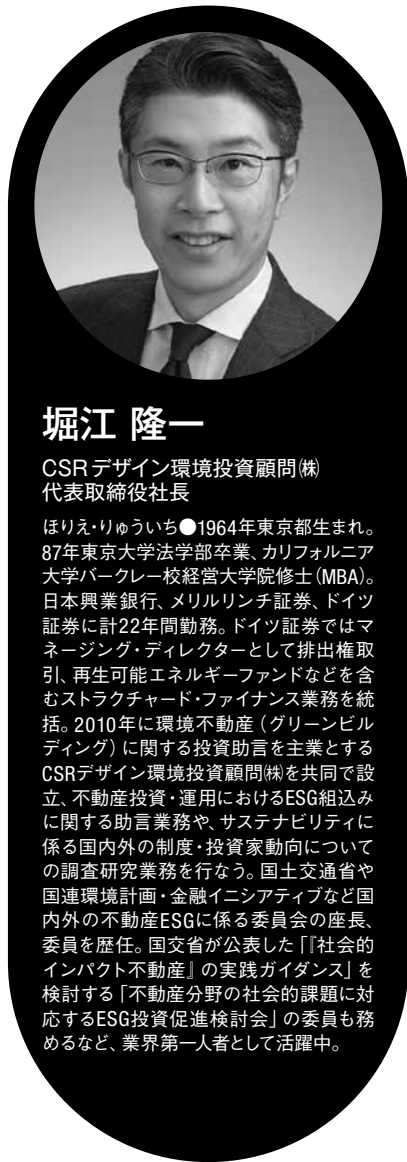 堀江 隆一
CSRデザイン環境投資顧問㈱
代表取締役社長
ほりえ・りゅういち●1964年東京都生まれ。
87年東京大学法学部卒業、カリフォルニア
大学バークレー校経営大学院修士(MBA)。
日本興業銀行、メリルリンチ証券、ドイツ
証券に計22年間勤務。ドイツ証券ではマ
ネージング・ディレクターとして排出権取
引、再生可能エネルギーファンドなどを含
むストラクチャード・ファイナンス業務を統
括。2010年に環境不動産(グリーンビル
ディング)に関する投資助言を主業とする
CSRデザイン環境投資顧問㈱を共同で設
立、不動産投資・運用におけるESG組込み
に関する助言業務や、サステナビリティに
係る国内外の制度・投資家動向について
の調査研究業務を行なう。国土交通省や
国連環境計画・金融イニシアティブなど国
内外の不動産ESGに係る委員会の座長、
委員を歴任。国交省が公表した「『社会的
インパクト不動産』の実践ガイダンス」を
検討する「不動産分野の社会的課題に対
応するESG投資促進検討会」の委員も務
めるなど、業界第一人者として活躍中。